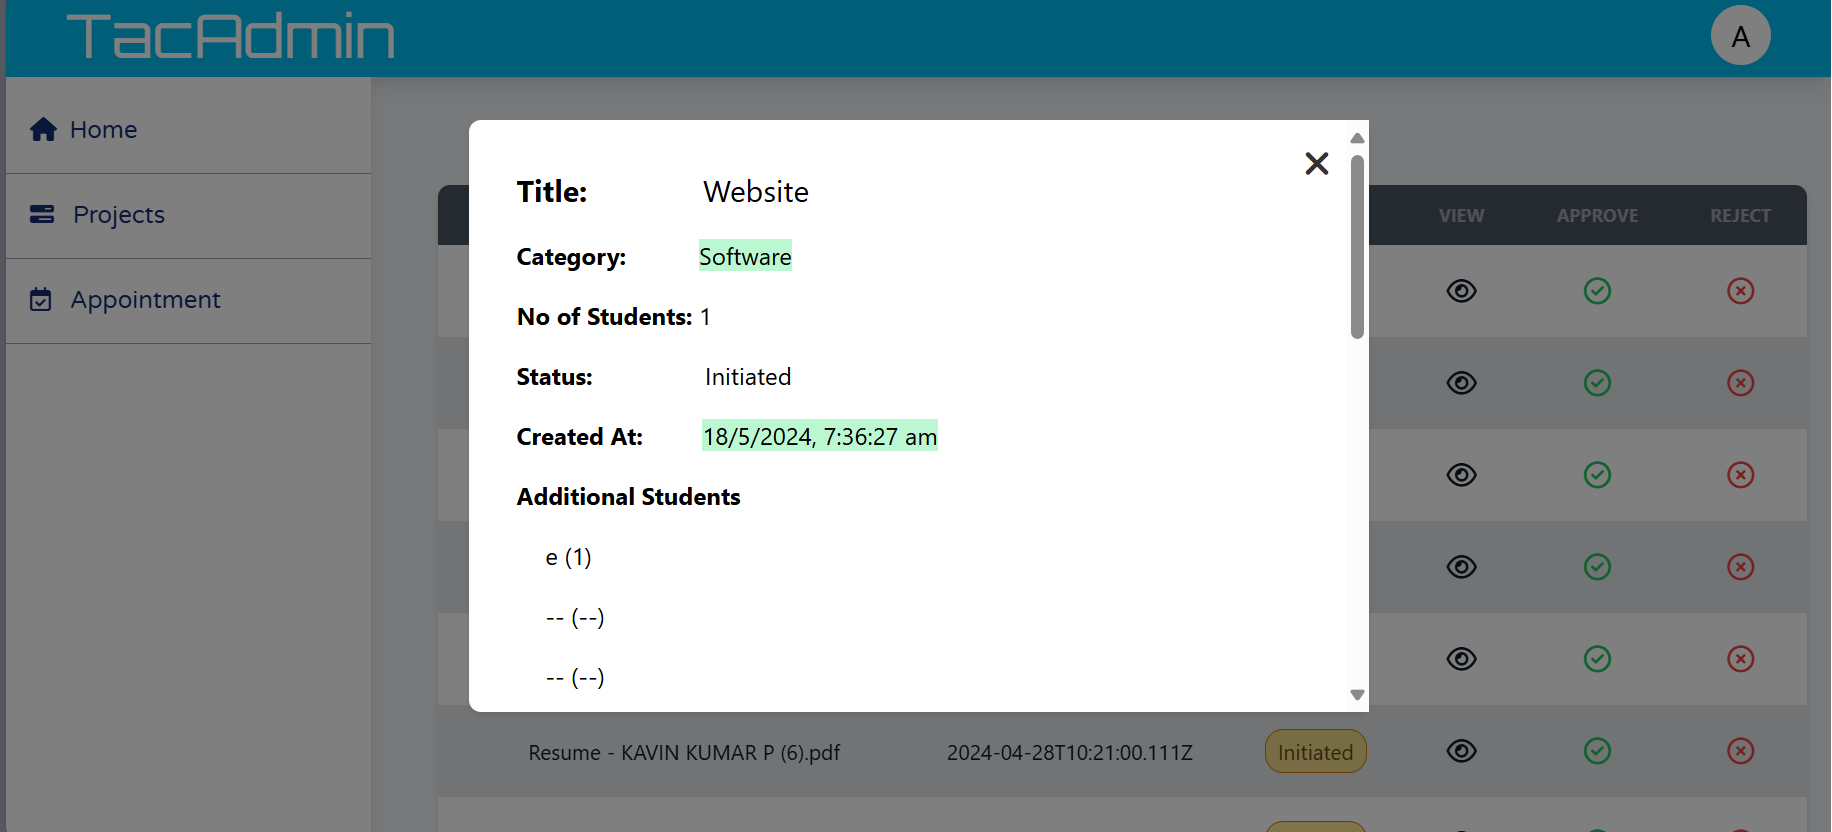 TacAdmin
A
Home
Projects
Appointment
VIEW APPROVE REJECT
Title: Website
Category: Software
No of Students: 1
Status: Initiated
Created At: 18/5/2024, 7:36:27 am
Additional Students
e (1)
-- (--)
-- (--)
Resume - KAVIN KUMAR P (6).pdf 2024-04-28T10:21:00.111Z Initiated